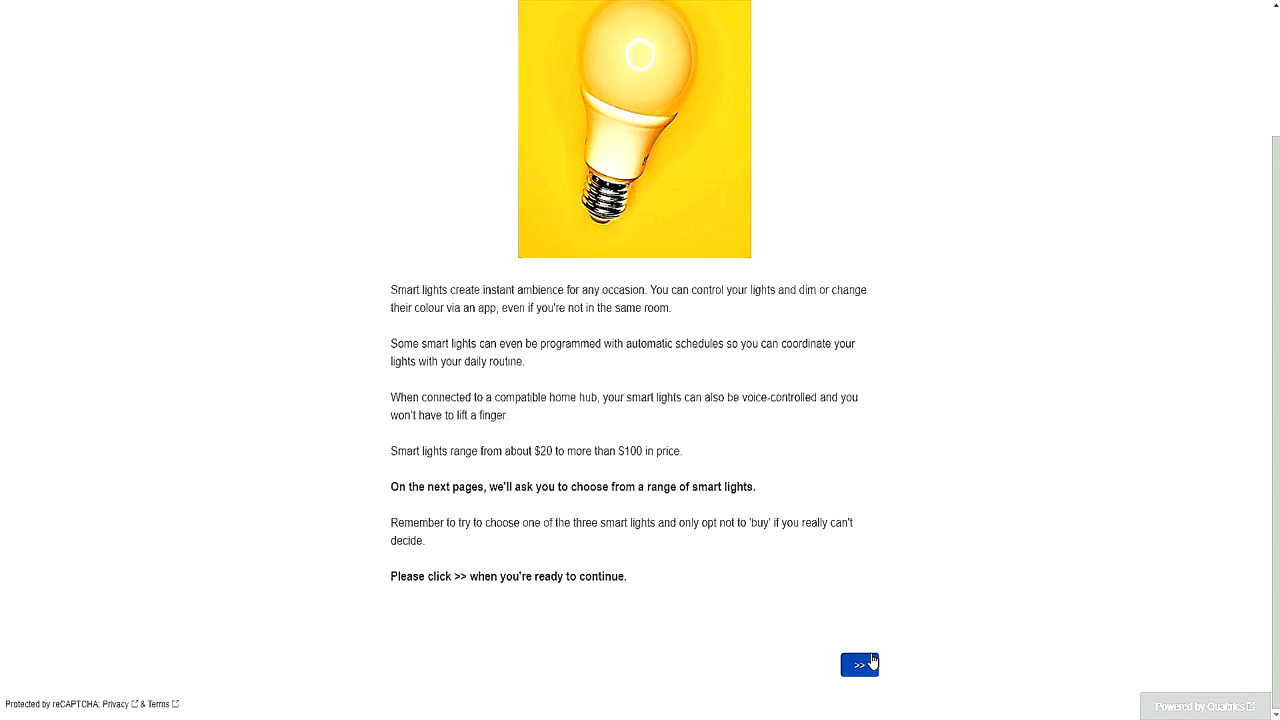 Smart lights create instant ambience for any occasion. You can control your lights and dim or change
their colour via an app, even if you're not in the same room.
Some smart lights can even be programmed with automatic schedules so you can coordinate your
lights with your daily routine.
When connected to a compatible home hub, your smart lights can also be voice-controlled and you
won't have to lift a finger.
Smart lights range from about $20 to more than $100 in price.
On the next pages, we'll ask you to choose from a range of smart lights.
Remember to try to choose one of the three smart lights and only opt not to 'buy' if you really can't
decide.
Please click >> when you're ready to continue.
>>
Protected by reCAPTCHA: Privacy & Terms
Powered by Qualtrics